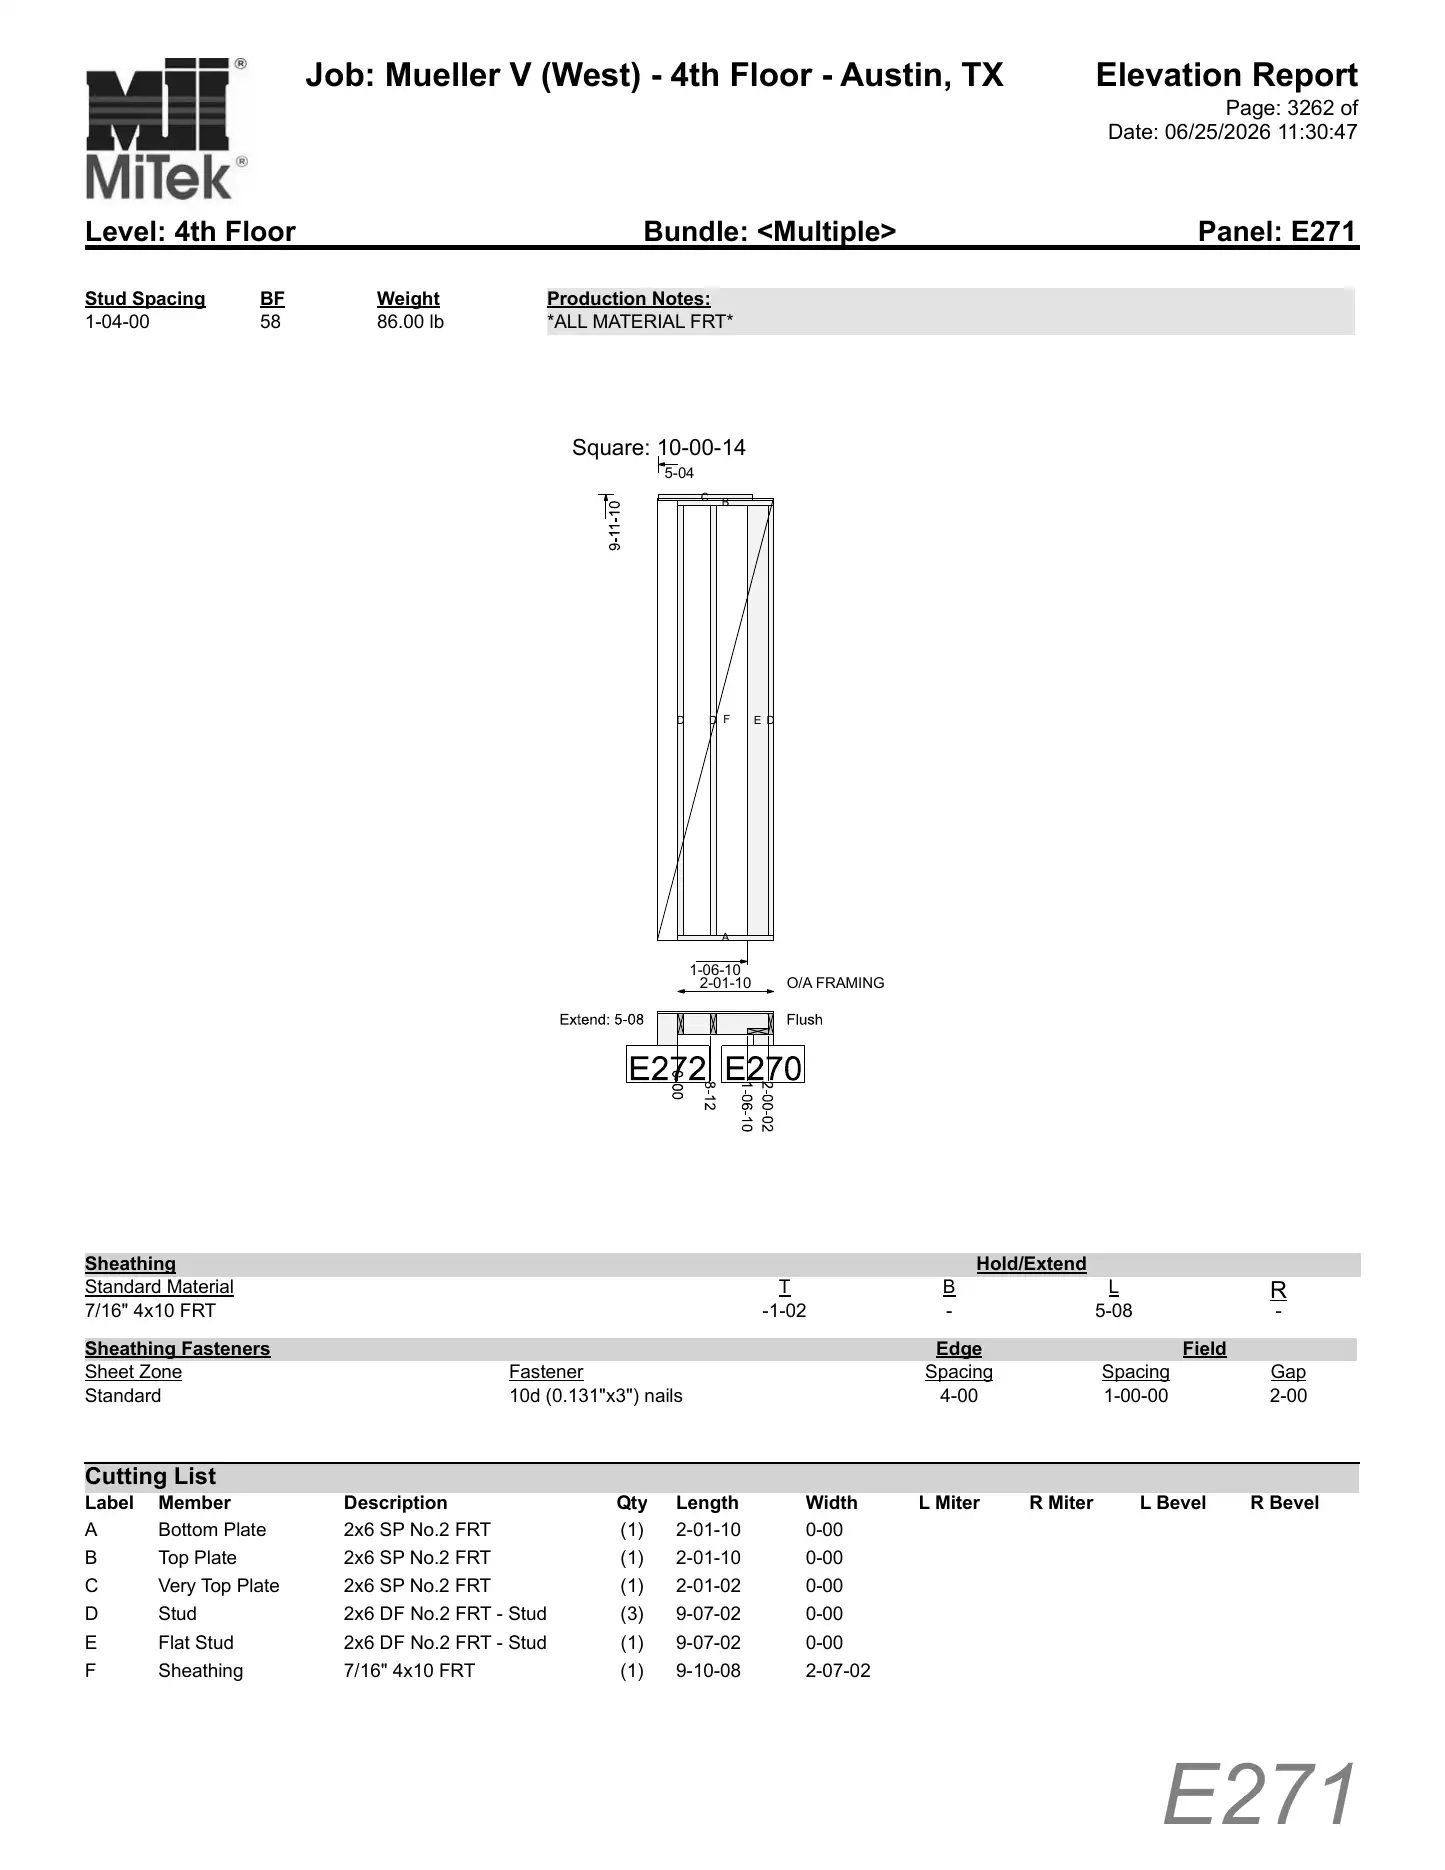 Job: Mueller V (West) - 4th Floor - Austin, TX
Elevation Report
Page: 3262 of
Date: 06/25/2026 11:30:47
MiTek®
Level: 4th Floor Bundle: <Multiple> Panel: E271
Stud Spacing BF Weight Production Notes:
1-04-00 58 86.00 lb *ALL MATERIAL FRT*
Square: 10-00-14
5-04
9-11-10
C
B
D D F E D
A
1-06-10
2-01-10 O/A FRAMING
Extend: 5-08 Flush
E272 E270
0-00 8-12 1-06-10 2-00-02
Sheathing Hold/Extend
Standard Material T B L R
7/16" 4x10 FRT -1-02 - 5-08 -
Sheathing Fasteners Edge Field
Sheet Zone Fastener Spacing Spacing Gap
Standard 10d (0.131"x3") nails 4-00 1-00-00 2-00
Cutting List
Label Member Description Qty Length Width L Miter R Miter L Bevel R Bevel
A Bottom Plate 2x6 SP No.2 FRT (1) 2-01-10 0-00
B Top Plate 2x6 SP No.2 FRT (1) 2-01-10 0-00
C Very Top Plate 2x6 SP No.2 FRT (1) 2-01-02 0-00
D Stud 2x6 DF No.2 FRT - Stud (3) 9-07-02 0-00
E Flat Stud 2x6 DF No.2 FRT - Stud (1) 9-07-02 0-00
F Sheathing 7/16" 4x10 FRT (1) 9-10-08 2-07-02
E271